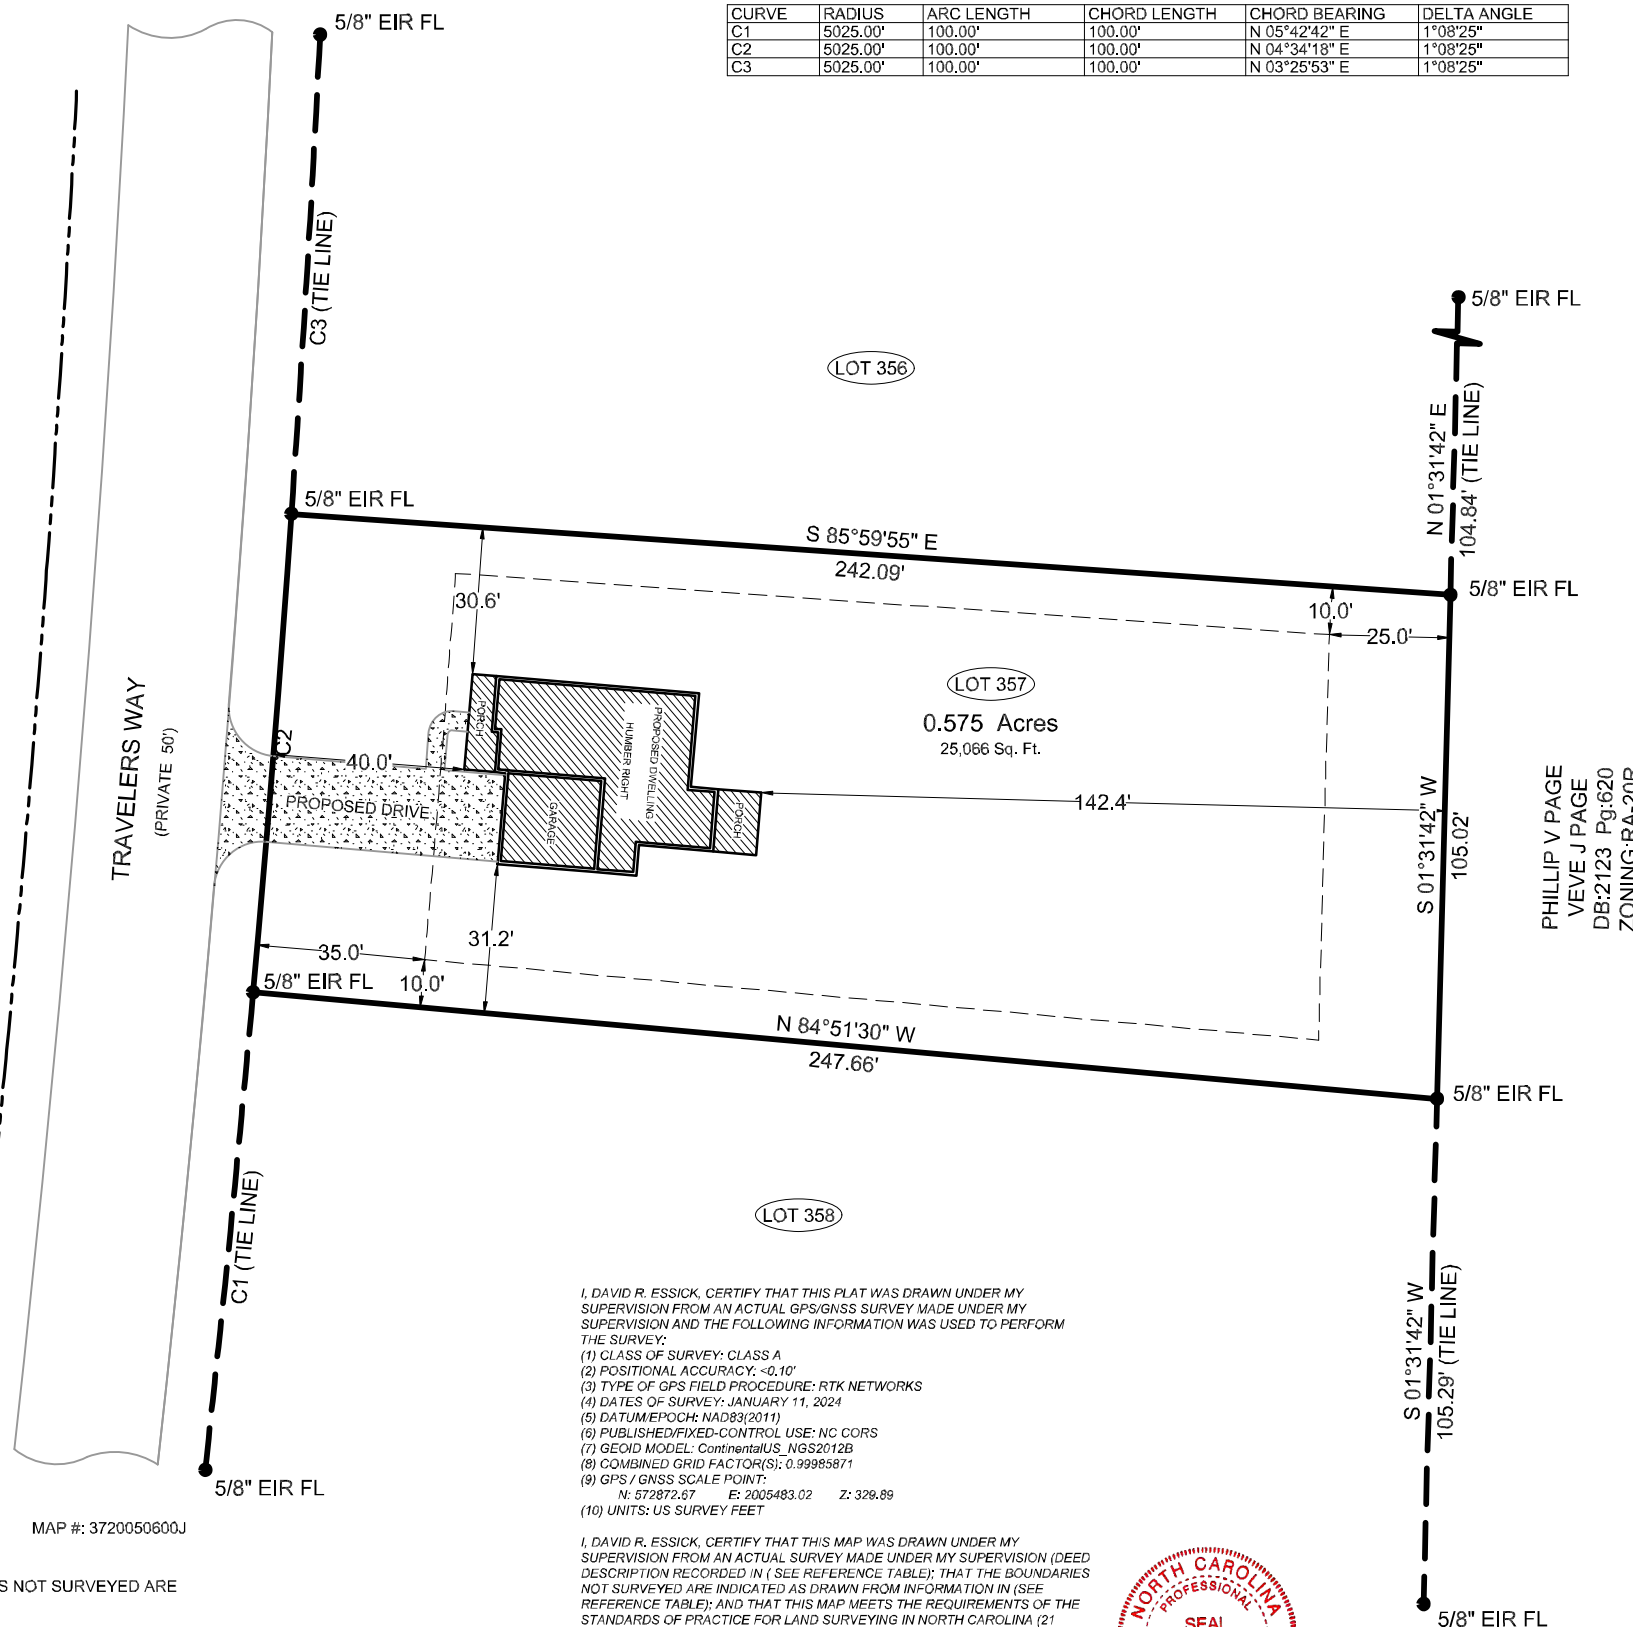 CURVE RADIUS ARC LENGTH CHORD LENGTH CHORD BEARING DELTA ANGLE
C1 5025.00' 100.00' 100.00' N 05°42'42" E 1°08'25"
C2 5025.00' 100.00' 100.00' N 04°34'18" E 1°08'25"
C3 5025.00' 100.00' 100.00' N 03°25'53" E 1°08'25"
5/8" EIR FL
C3 (TIE LINE)
5/8" EIR FL
LOT 356
N 01°31'42" E
104.84' (TIE LINE)
5/8" EIR FL
S 85°59'55" E
242.09'
5/8" EIR FL
30.6'
10.0'
25.0'
LOT 357
0.575 Acres
25,066 Sq. Ft.
TRAVELERS WAY
(PRIVATE 50')
C2
40.0'
PROPOSED DRIVE
PORCH
PROPOSED DWELLING
HUMBER RIGHT
GARAGE
PORCH
142.4'
S 01°31'42" W
105.02'
PHILLIP V PAGE
VEVE J PAGE
DB:2123 Pg:620
ZONING:RA-20R
31.2'
35.0'
10.0'
5/8" EIR FL
N 84°51'30" W
247.66'
5/8" EIR FL
C1 (TIE LINE)
LOT 358
S 01°31'42" W
105.29' (TIE LINE)
5/8" EIR FL
MAP #: 3720050600J
S NOT SURVEYED ARE
I, DAVID R. ESSICK, CERTIFY THAT THIS PLAT WAS DRAWN UNDER MY
SUPERVISION FROM AN ACTUAL GPS/GNSS SURVEY MADE UNDER MY
SUPERVISION AND THE FOLLOWING INFORMATION WAS USED TO PERFORM
THE SURVEY:
(1) CLASS OF SURVEY: CLASS A
(2) POSITIONAL ACCURACY: <0.10'
(3) TYPE OF GPS FIELD PROCEDURE: RTK NETWORKS
(4) DATES OF SURVEY: JANUARY 11, 2024
(5) DATUM/EPOCH: NAD83(2011)
(6) PUBLISHED/FIXED-CONTROL USE: NC CORS
(7) GEOID MODEL: ContinentalUS_NGS2012B
(8) COMBINED GRID FACTOR(S): 0.99985871
(9) GPS / GNSS SCALE POINT:
N: 572872.67 E: 2005483.02 Z: 329.89
(10) UNITS: US SURVEY FEET
I, DAVID R. ESSICK, CERTIFY THAT THIS MAP WAS DRAWN UNDER MY
SUPERVISION FROM AN ACTUAL SURVEY MADE UNDER MY SUPERVISION (DEED
DESCRIPTION RECORDED IN ( SEE REFERENCE TABLE); THAT THE BOUNDARIES
NOT SURVEYED ARE INDICATED AS DRAWN FROM INFORMATION IN (SEE
REFERENCE TABLE); AND THAT THIS MAP MEETS THE REQUIREMENTS OF THE
STANDARDS OF PRACTICE FOR LAND SURVEYING IN NORTH CAROLINA (21
NORTH CAROLINA
PROFESSIONAL
SEAL
5/8" EIR FL